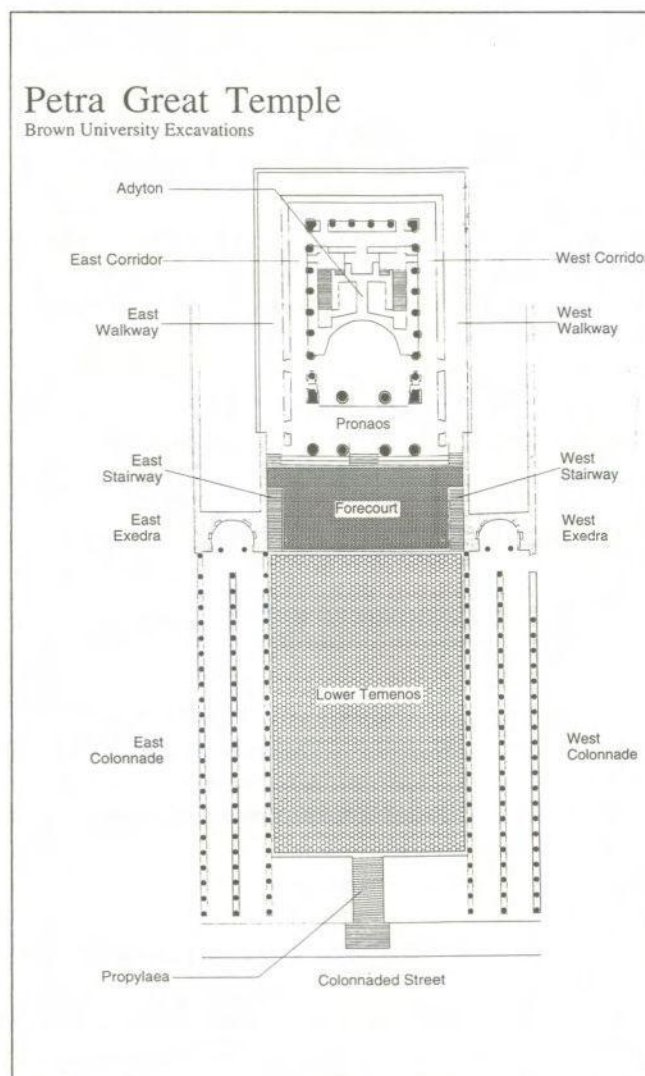 Petra Great Temple
Brown University Excavations
Adyton
East Corridor
West Corridor
East
Walkway
West
Walkway
Pronaos
East
Stairway
West
Stairway
Forecourt
East
Exedra
West
Exedra
Lower Temenos
East
Colonnade
West
Colonnade
Propylaea
Colonnaded Street